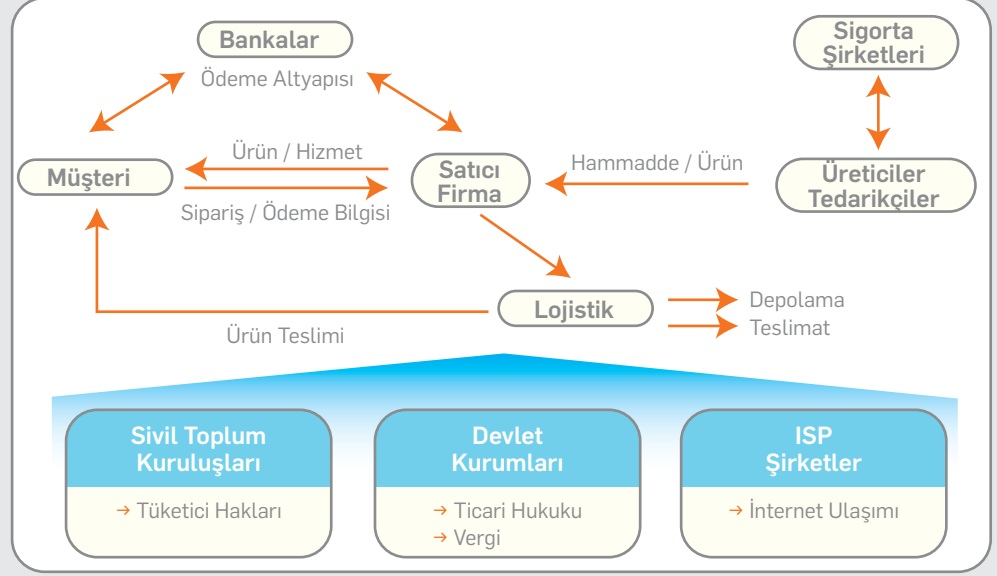 Bankalar
Ödeme Altyapısı
Sigorta
Şirketleri
Müşteri
Ürün / Hizmet
Sipariş / Ödeme Bilgisi
Satıcı
Firma
Hammadde / Ürün
Üreticiler
Tedarikçiler
Lojistik
Depolama
Teslimat
Ürün Teslimi
Sivil Toplum
Kuruluşları
→ Tüketici Hakları
Devlet
Kurumları
→ Ticari Hukuku
→ Vergi
ISP
Şirketler
→ İnternet Ulaşımı